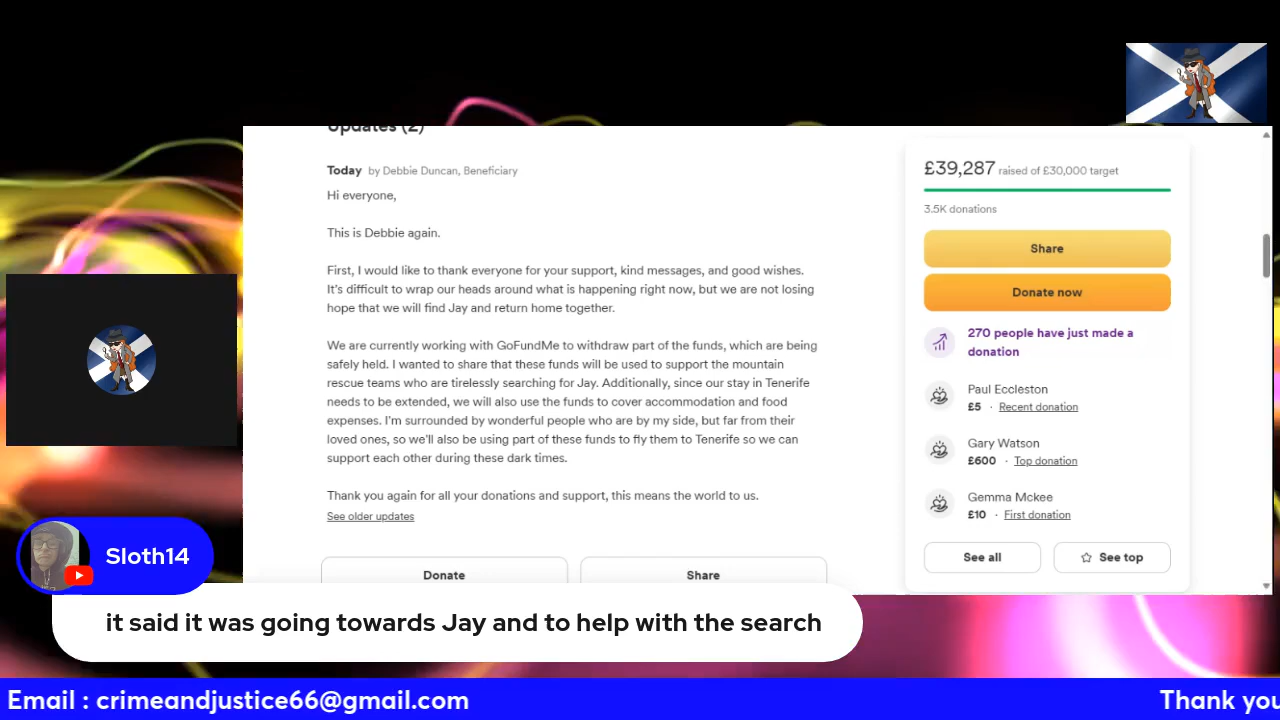 Updates (2)
Today by Debbie Duncan, Beneficiary
Hi everyone,
This is Debbie again.
First, I would like to thank everyone for your support, kind messages, and good wishes.
It's difficult to wrap our heads around what is happening right now, but we are not losing
hope that we will find Jay and return home together.
We are currently working with GoFundMe to withdraw part of the funds, which are being
safely held. I wanted to share that these funds will be used to support the mountain
rescue teams who are tirelessly searching for Jay. Additionally, since our stay in Tenerife
needs to be extended, we will also use the funds to cover accommodation and food
expenses. I'm surrounded by wonderful people who are by my side, but far from their
loved ones, so we'll also be using part of these funds to fly them to Tenerife so we can
support each other during these dark times.
Thank you again for all your donations and support, this means the world to us.
See older updates
Donate
Share
£39,287 raised of £30,000 target
3.5K donations
Share
Donate now
270 people have just made a
donation
Paul Eccleston
£5 · Recent donation
Gary Watson
£600 · Top donation
Gemma Mckee
£10 · First donation
See all
See top
Sloth14
it said it was going towards Jay and to help with the search
Email : crimeandjustice66@gmail.com
Thank you